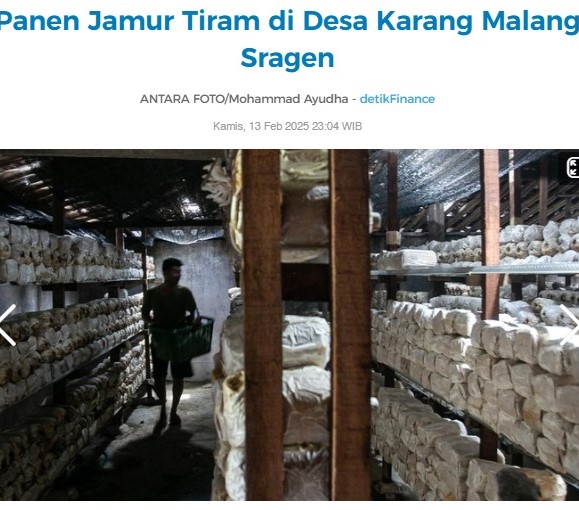 Panen Jamur Tiram di Desa Karang Malang
Sragen
ANTARA FOTO/Mohammad Ayudha - detikFinance
Kamis, 13 Feb 2025 23:04 WIB